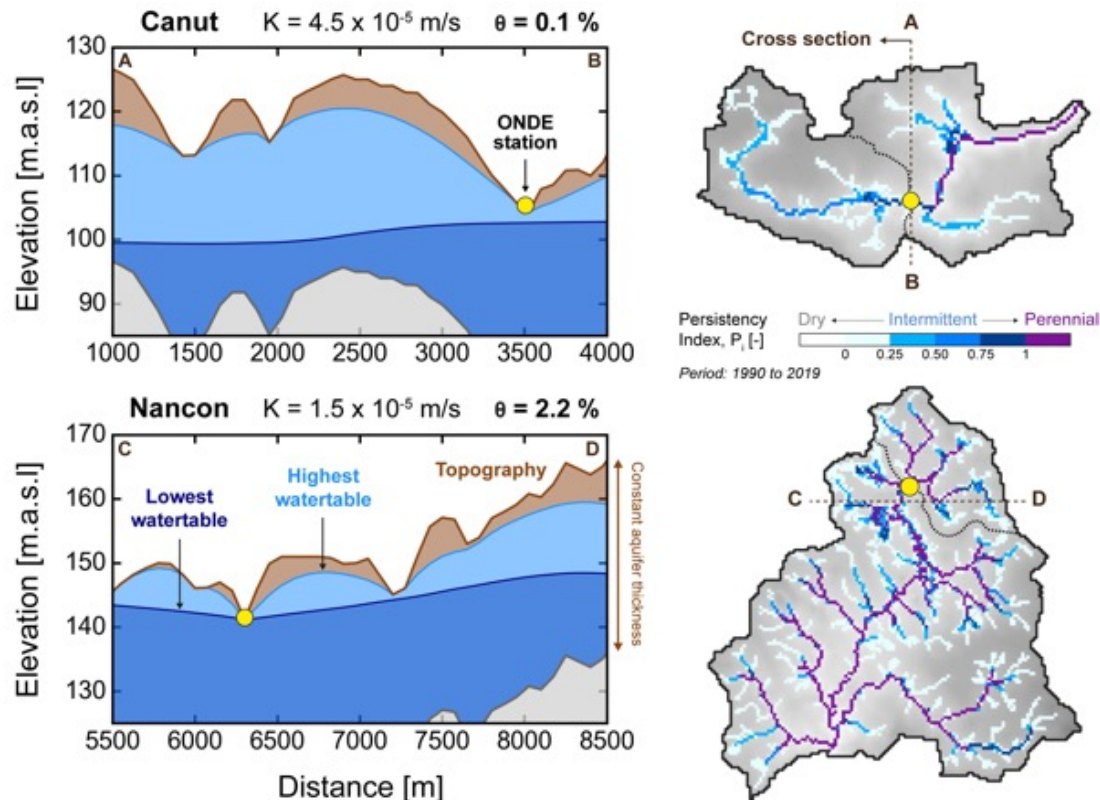 Canut K = 4.5 x 10⁻⁵ m/s θ = 0.1 %
Elevation [m.a.s.l]
130
120
110
100
90
A
B
ONDE
station
1000 1500 2000 2500 3000 3500 4000
Nancon K = 1.5 x 10⁻⁵ m/s θ = 2.2 %
Elevation [m.a.s.l]
170
160
150
140
130
C
D
Lowest
watertable
Highest
watertable
Topography
Constant aquifer thickness
5500 6000 6500 7000 7500 8000 8500
Distance [m]
A
Cross section
B
Persistency
Index, Pᵢ [-]
Dry Intermittent Perennial
0 0.25 0.50 0.75 1
Period: 1990 to 2019
C
D